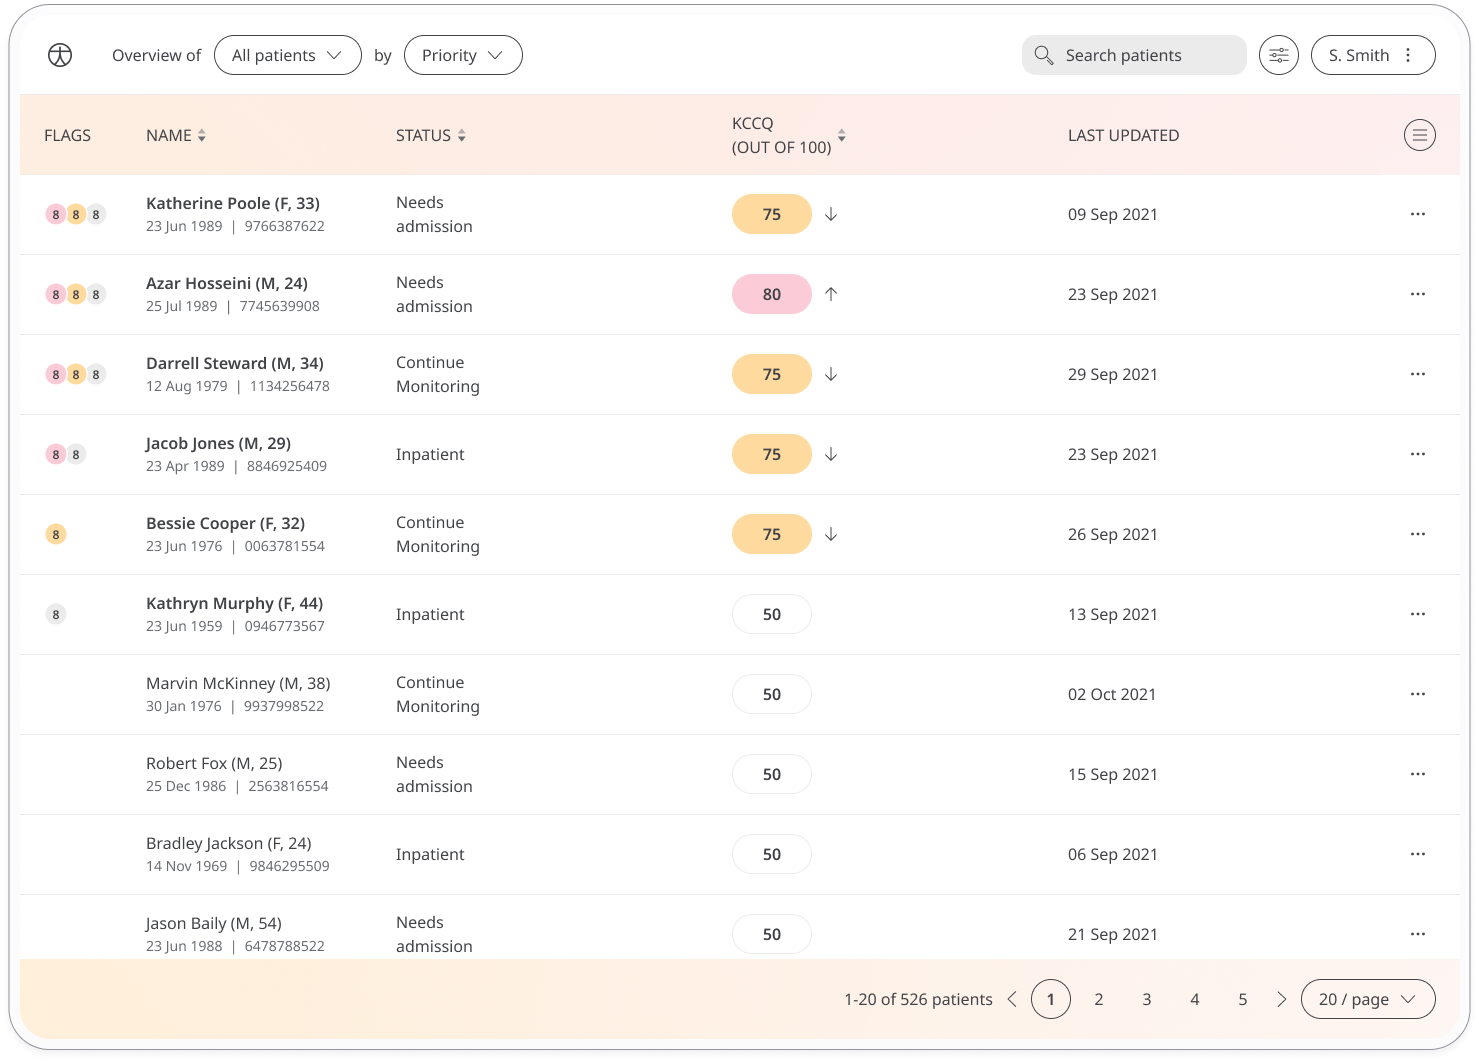 Overview of All patients by Priority Search patients S. Smith
FLAGS NAME STATUS KCCQ (OUT OF 100) LAST UPDATED
8 8 8 Katherine Poole (F, 33) Needs admission 75 09 Sep 2021
23 Jun 1989 | 9766387622
8 8 8 Azar Hosseini (M, 24) Needs admission 80 23 Sep 2021
25 Jul 1989 | 7745639908
8 8 8 Darrell Steward (M, 34) Continue Monitoring 75 29 Sep 2021
12 Aug 1979 | 1134256478
8 8 Jacob Jones (M, 29) Inpatient 75 23 Sep 2021
23 Apr 1989 | 8846925409
8 Bessie Cooper (F, 32) Continue Monitoring 75 26 Sep 2021
23 Jun 1976 | 0063781554
8 Kathryn Murphy (F, 44) Inpatient 50 13 Sep 2021
23 Jun 1959 | 0946773567
Marvin McKinney (M, 38) Continue Monitoring 50 02 Oct 2021
30 Jan 1976 | 9937998522
Robert Fox (M, 25) Needs admission 50 15 Sep 2021
25 Dec 1986 | 2563816554
Bradley Jackson (F, 24) Inpatient 50 06 Sep 2021
14 Nov 1969 | 9846295509
Jason Baily (M, 54) Needs admission 50 21 Sep 2021
23 Jun 1988 | 6478788522
1-20 of 526 patients 1 2 3 4 5 20 / page